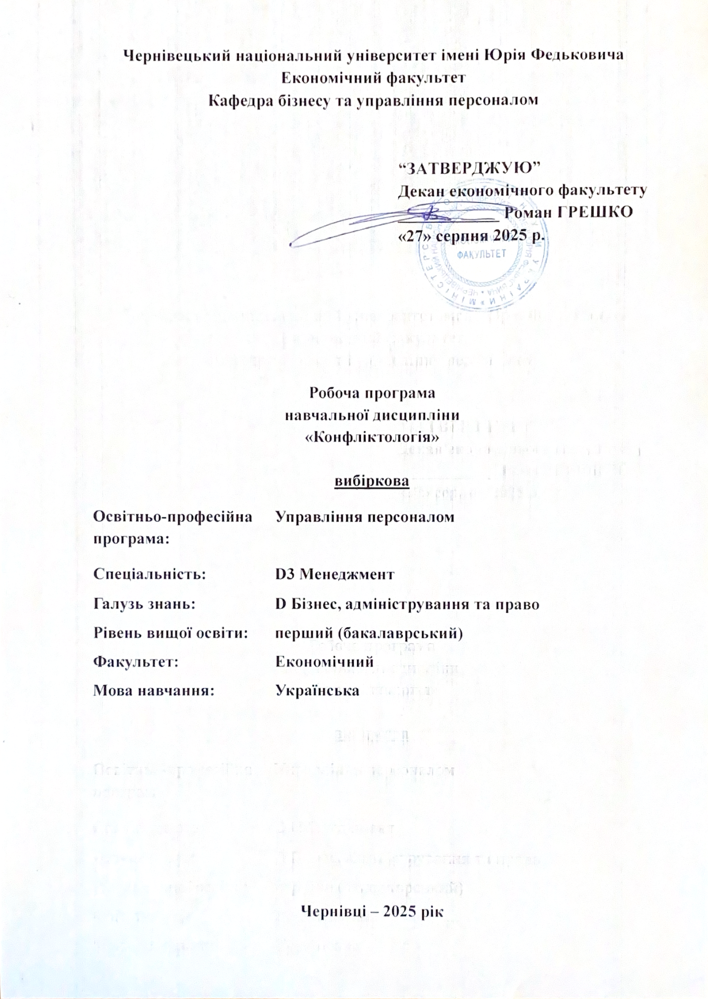 Чернівецький національний університет імені Юрія Федьковича
Економічний факультет
Кафедра бізнесу та управління персоналом
“ЗАТВЕРДЖУЮ”
Декан економічного факультету
Роман ГРЕШКО
«27» серпня 2025 р.
ФАКУЛЬТЕТ
Робоча програма
навчальної дисципліни
«Конфліктологія»
вибіркова
Освітньо-професійна Управління персоналом
програма:
Спеціальність: D3 Менеджмент
Галузь знань: D Бізнес, адміністрування та право
Рівень вищої освіти: перший (бакалаврський)
Факультет: Економічний
Мова навчання: Українська
Чернівці – 2025 рік